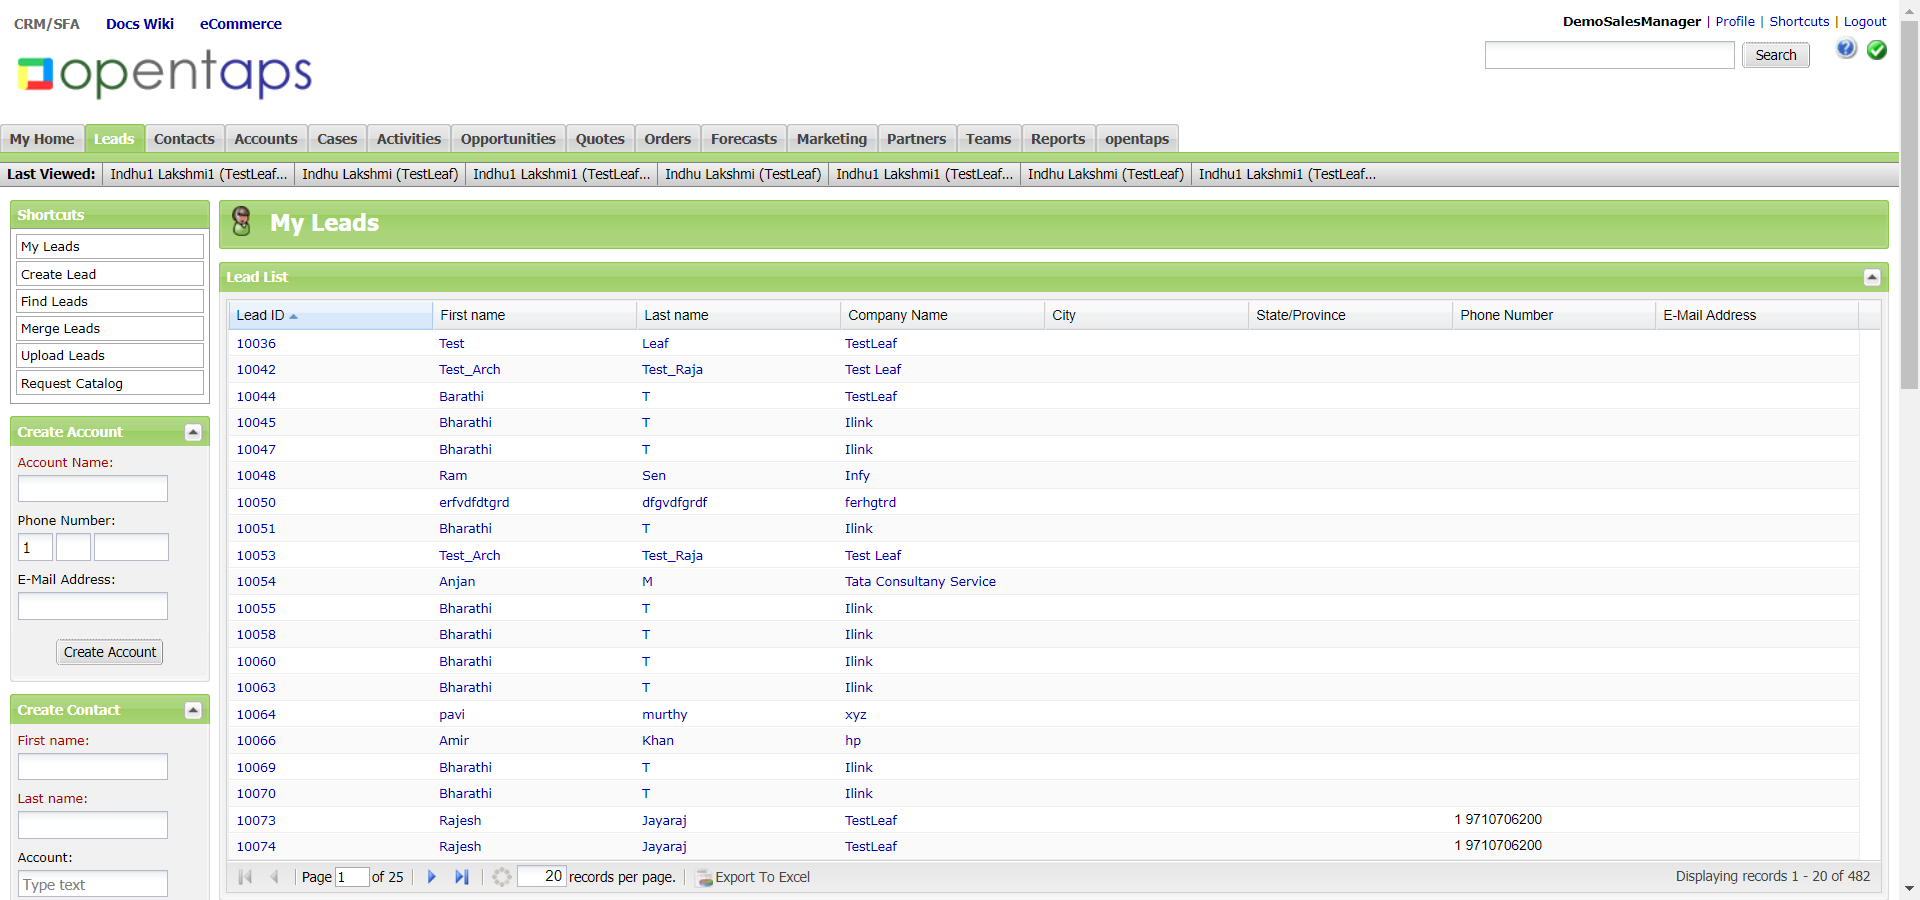 CRM/SFA Docs Wiki eCommerce
DemoSalesManager | Profile | Shortcuts | Logout
opentaps
Search
My Home Leads Contacts Accounts Cases Activities Opportunities Quotes Orders Forecasts Marketing Partners Teams Reports opentaps
Last Viewed: Indhu1 Lakshmi1 (TestLeaf... Indhu Lakshmi (TestLeaf) Indhu1 Lakshmi1 (TestLeaf... Indhu Lakshmi (TestLeaf) Indhu1 Lakshmi1 (TestLeaf... Indhu Lakshmi (TestLeaf) Indhu1 Lakshmi1 (TestLeaf...
Shortcuts
My Leads
Create Lead
Find Leads
Merge Leads
Upload Leads
Request Catalog
Create Account
Account Name:
Phone Number:
1
E-Mail Address:
Create Account
Create Contact
First name:
Last name:
Account:
Type text
My Leads
Lead List
Lead ID First name Last name Company Name City State/Province Phone Number E-Mail Address
10036 Test Leaf TestLeaf
10042 Test_Arch Test_Raja Test Leaf
10044 Barathi T TestLeaf
10045 Bharathi T Ilink
10047 Bharathi T Ilink
10048 Ram Sen Infy
10050 erfvdfdtgrd dfgvdfgrdf ferhgtrd
10051 Bharathi T Ilink
10053 Test_Arch Test_Raja Test Leaf
10054 Anjan M Tata Consultany Service
10055 Bharathi T Ilink
10058 Bharathi T Ilink
10060 Bharathi T Ilink
10063 Bharathi T Ilink
10064 pavi murthy xyz
10066 Amir Khan hp
10069 Bharathi T Ilink
10070 Bharathi T Ilink
10073 Rajesh Jayaraj TestLeaf 1 9710706200
10074 Rajesh Jayaraj TestLeaf 1 9710706200
Page 1 of 25 20 records per page. Export To Excel Displaying records 1 - 20 of 482